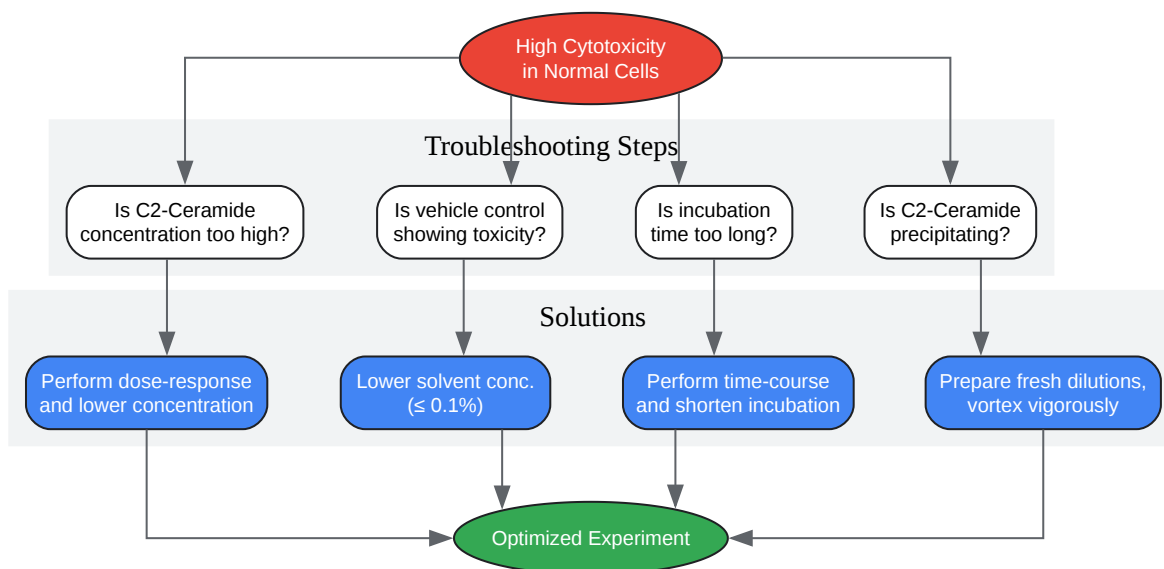 High Cytotoxicity
in Normal Cells
Troubleshooting Steps
Is C2-Ceramide
concentration too high?
Is vehicle control
showing toxicity?
Is incubation
time too long?
Is C2-Ceramide
precipitating?
Solutions
Perform dose-response
and lower concentration
Lower solvent conc.
(≤ 0.1%)
Perform time-course
and shorten incubation
Prepare fresh dilutions,
vortex vigorously
Optimized Experiment